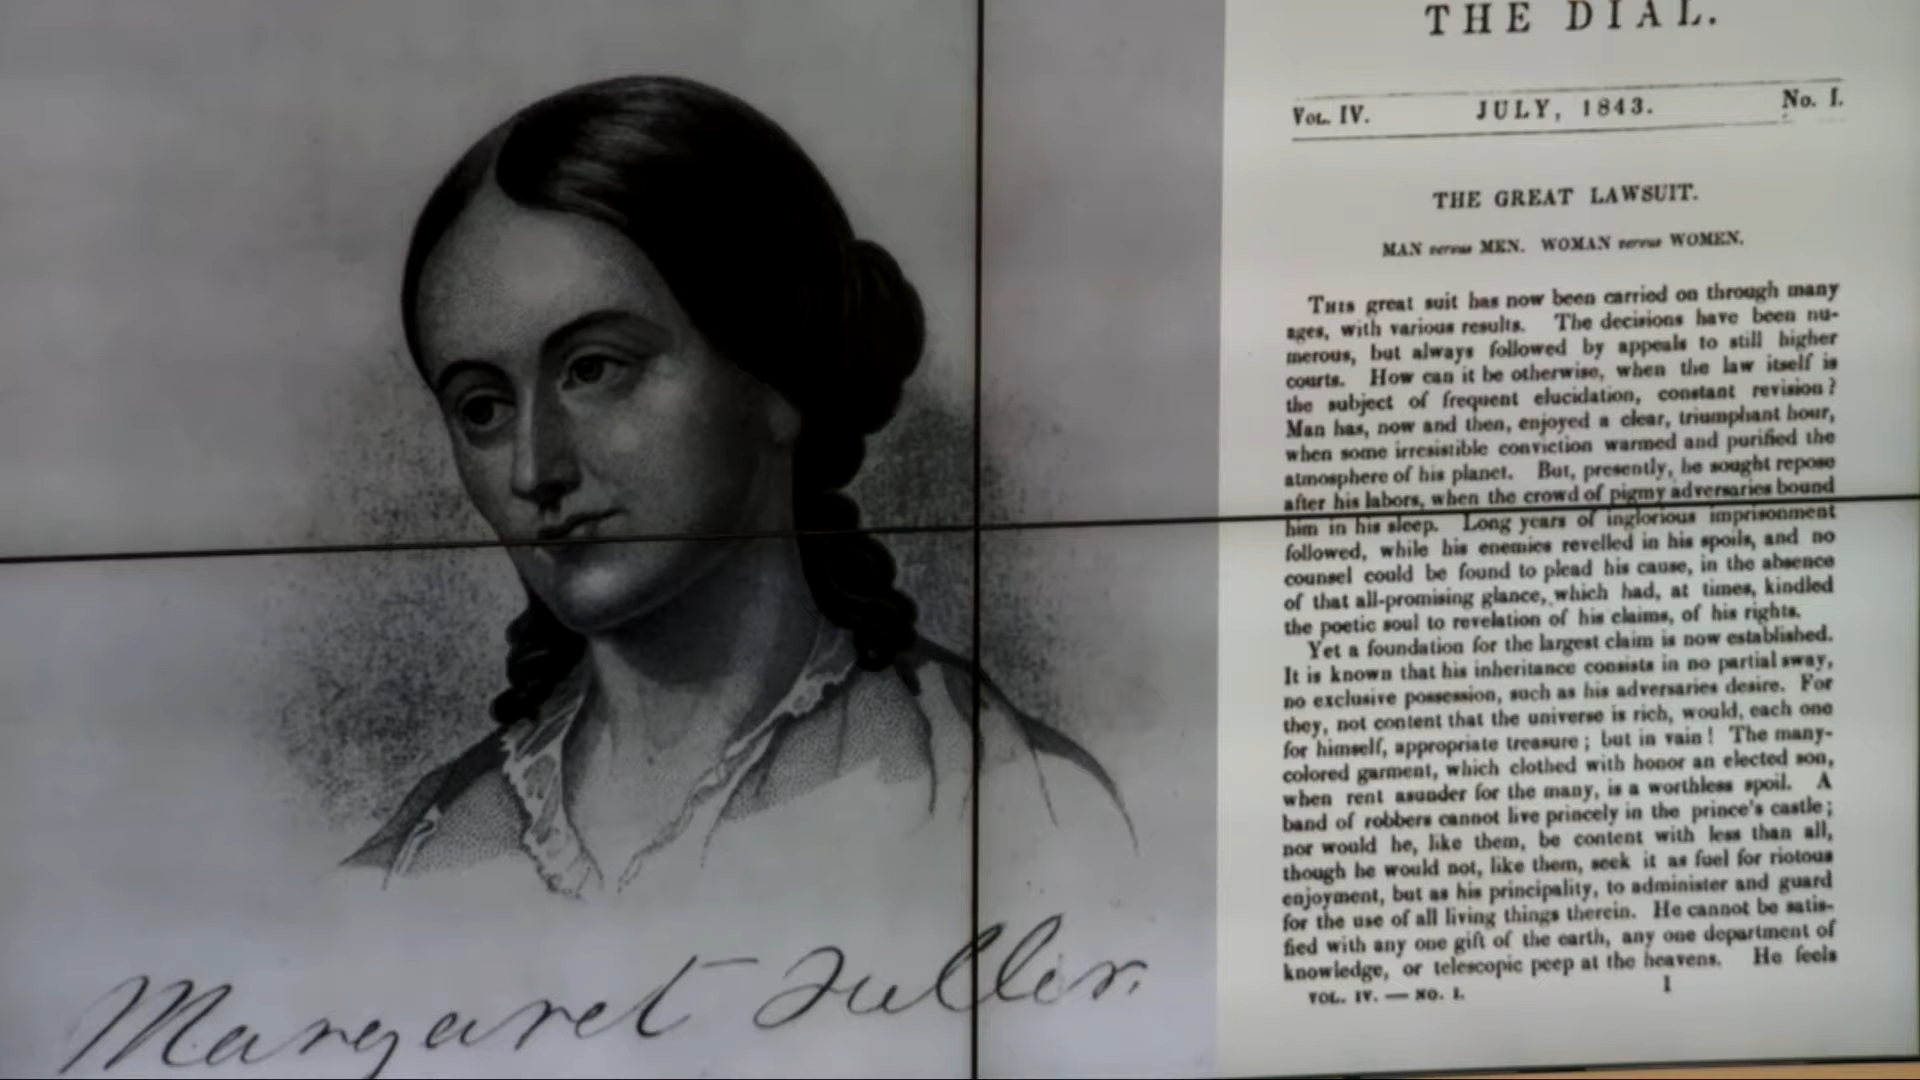 Margaret Fuller.
THE DIAL.
VOL. IV. JULY, 1843. No. I.
THE GREAT LAWSUIT.
MAN versus MEN. WOMAN versus WOMEN.
THIS great suit has now been carried on through many
ages, with various results. The decisions have been nu-
merous, but always followed by appeals to still higher
courts. How can it be otherwise, when the law itself is
the subject of frequent elucidation, constant revision?
Man has, now and then, enjoyed a clear, triumphant hour,
when some irresistible conviction warmed and purified the
atmosphere of his planet. But, presently, he sought repose
after his labors, when the crowd of pigmy adversaries bound
him in his sleep. Long years of inglorious imprisonment
followed, while his enemies revelled in his spoils, and no
counsel could be found to plead his cause, in the absence
of that all-promising glance, which had, at times, kindled
the poetic soul to revelation of his claims, of his rights.
Yet a foundation for the largest claim is now established.
It is known that his inheritance consists in no partial sway,
no exclusive possession, such as his adversaries desire. For
they, not content that the universe is rich, would, each one
for himself, appropriate treasure; but in vain! The many-
colored garment, which clothed with honor an elected son,
when rent asunder for the many, is a worthless spoil. A
band of robbers cannot live princely in the prince's castle;
nor would he, like them, be content with less than all,
though he would not, like them, seek it as fuel for riotous
enjoyment, but as his principality, to administer and guard
for the use of all living things therein. He cannot be satis-
fied with any one gift of the earth, any one department of
knowledge, or telescopic peep at the heavens. He feels
VOL. IV. — NO. I. 1